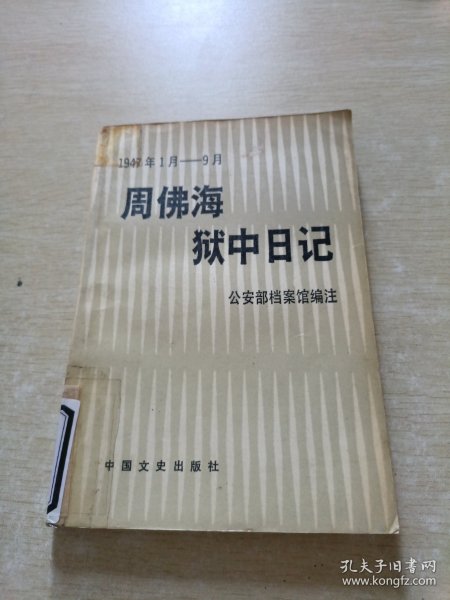 1947年1月——9月
周佛海
狱中日记
公安部档案馆编注
中国文史出版社
孔夫子旧书网
www.kongfz.com